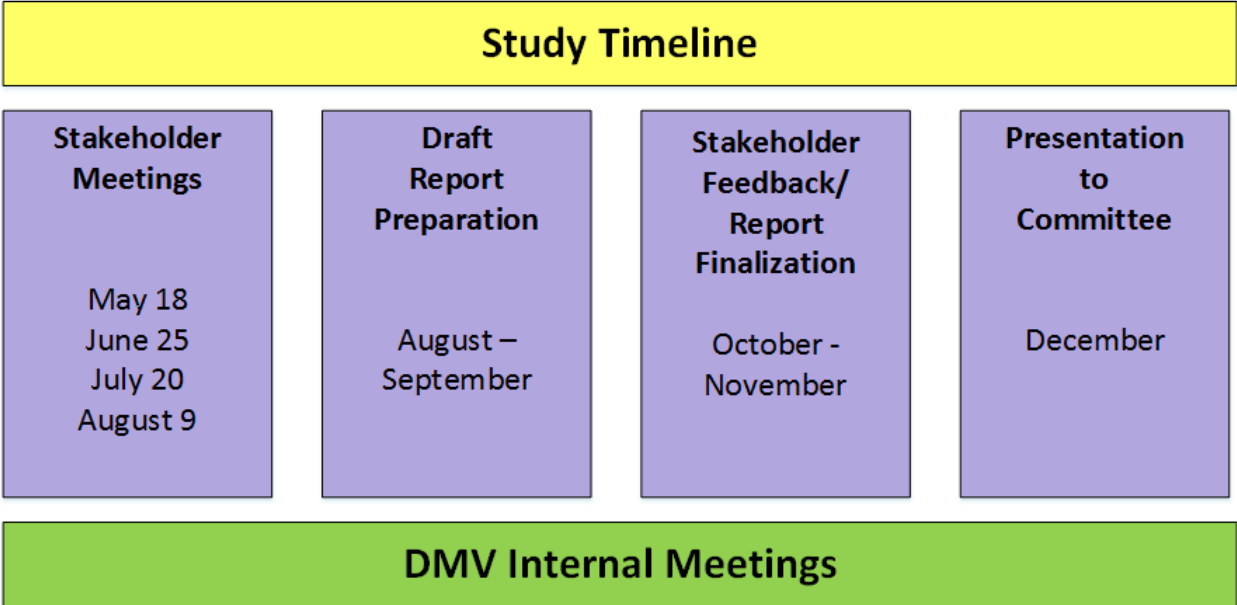 Study Timeline
Stakeholder
Meetings
May 18
June 25
July 20
August 9
Draft
Report
Preparation
August –
September
Stakeholder
Feedback/
Report
Finalization
October -
November
Presentation
to
Committee
December
DMV Internal Meetings